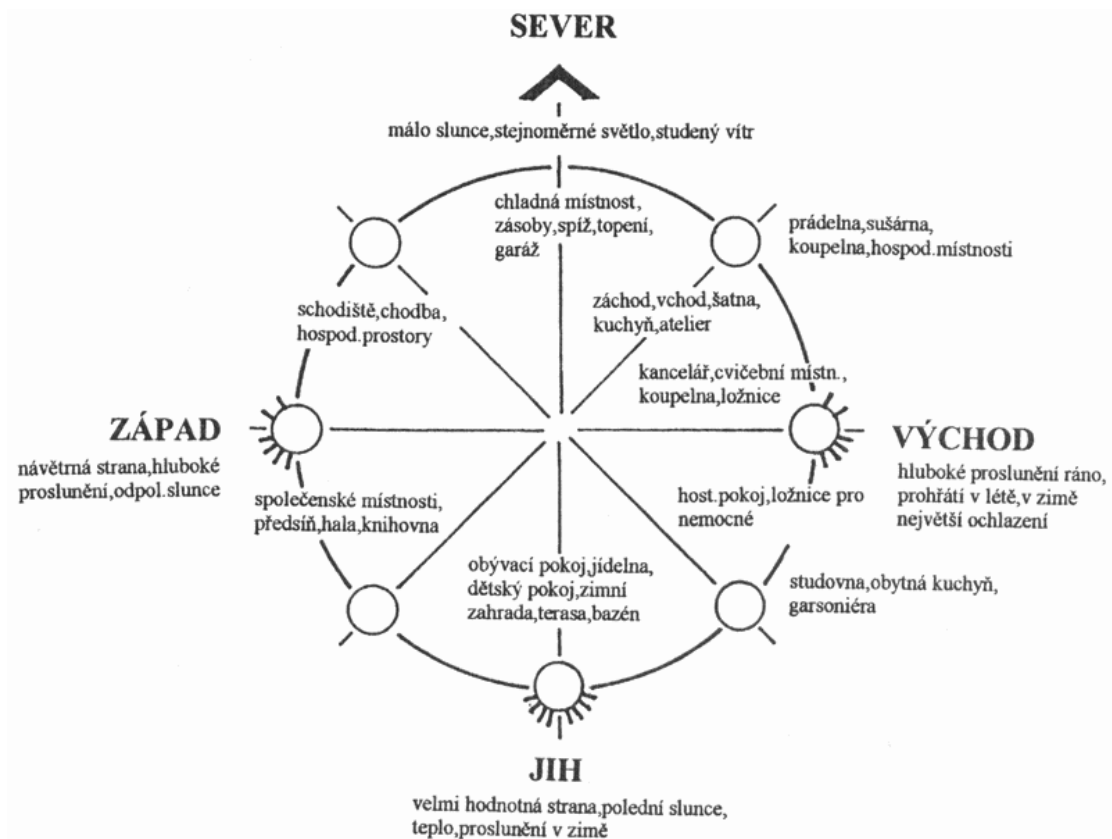 SEVER
málo slunce,stejnoměrné světlo,studený vítr
chladná místnost,
zásoby,spíž,topení,
garáž
prádelna,sušárna,
koupelna,hospod.místnosti
záchod,vchod,šatna,
kuchyň,atelier
schodiště,chodba,
hospod.prostory
kancelář,cvičební místn.,
koupelna,ložnice
ZÁPAD
návětrná strana,hluboké
proslunění,odpol.slunce
VÝCHOD
hluboké proslunění ráno,
prohřátí v létě,v zimě
největší ochlazení
společenské místnosti,
předsíň,hala,knihovna
host.pokoj,ložnice pro
nemocné
obývací pokoj,jídelna,
dětský pokoj,zimní
zahrada,terasa,bazén
studovna,obytná kuchyň,
garsoniéra
JIH
velmi hodnotná strana,polední slunce,
teplo,proslunění v zimě